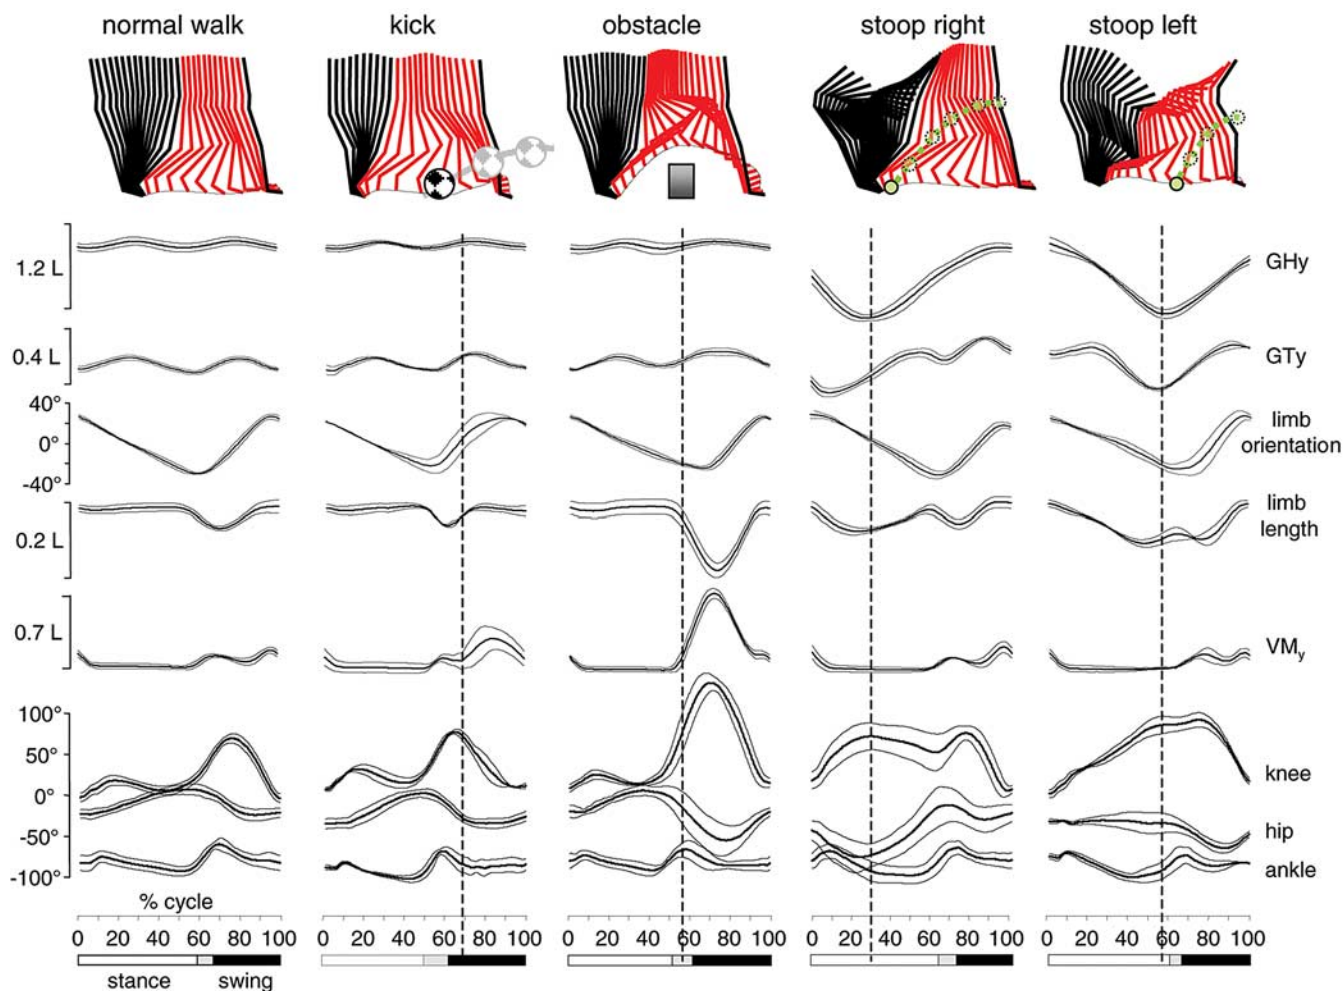 normal walk kick obstacle stoop right stoop left
1.2 L GHy
0.4 L GTy
40°
0°
-40°
limb
orientation
0.2 L
limb
length
0.7 L VMy
100°
50°
0°
-50°
-100°
knee
hip
ankle
% cycle
0 20 40 60 80 100 0 20 40 60 80 100 0 20 40 60 80 100 0 20 40 60 80 100 0 20 40 60 80 100
stance swing